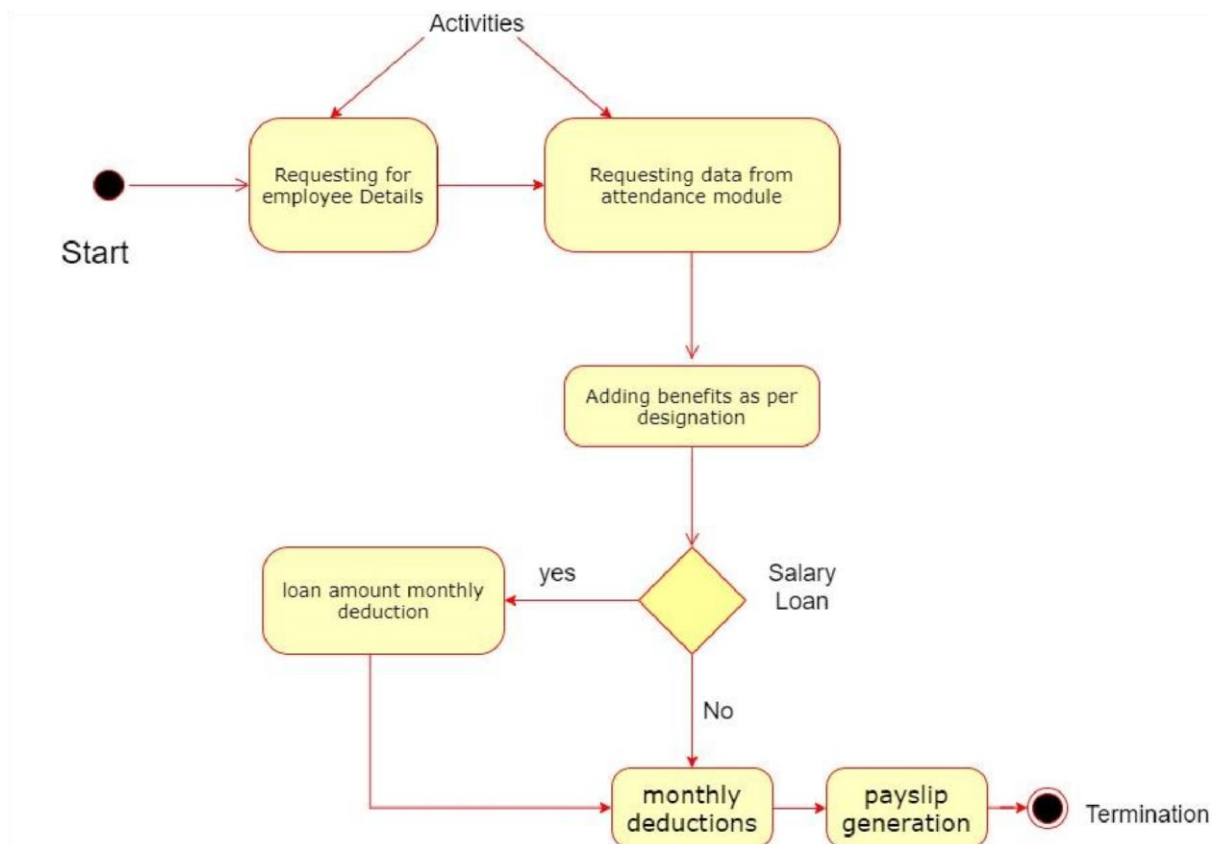 Activities
Requesting for
employee Details
Requesting data from
attendance module
Start
Adding benefits as per
designation
loan amount monthly
deduction
yes
Salary
Loan
No
monthly
deductions
payslip
generation
Termination